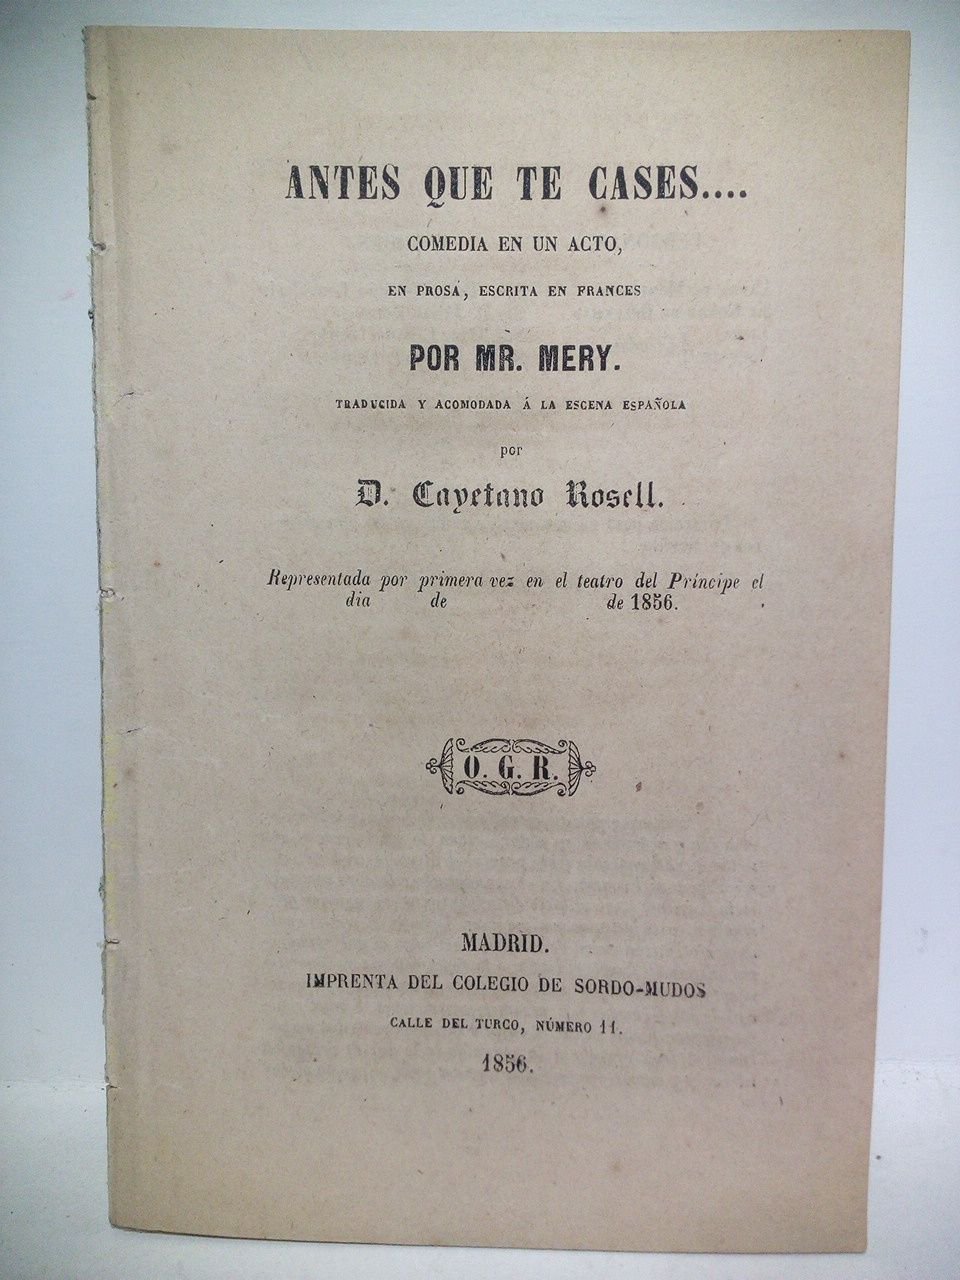 ANTES QUE TE CASES....
COMEDIA EN UN ACTO,
EN PROSA, ESCRITA EN FRANCES
POR MR. MERY.
TRADUCIDA Y ACOMODADA Á LA ESCENA ESPAÑOLA
por
D. Cayetano Rosell.
Representada por primera vez en el teatro del Príncipe el
dia de de 1856.
O. G. R.
MADRID.
IMPRENTA DEL COLEGIO DE SORDO-MUDOS
CALLE DEL TURCO, NÚMERO 11.
1856.